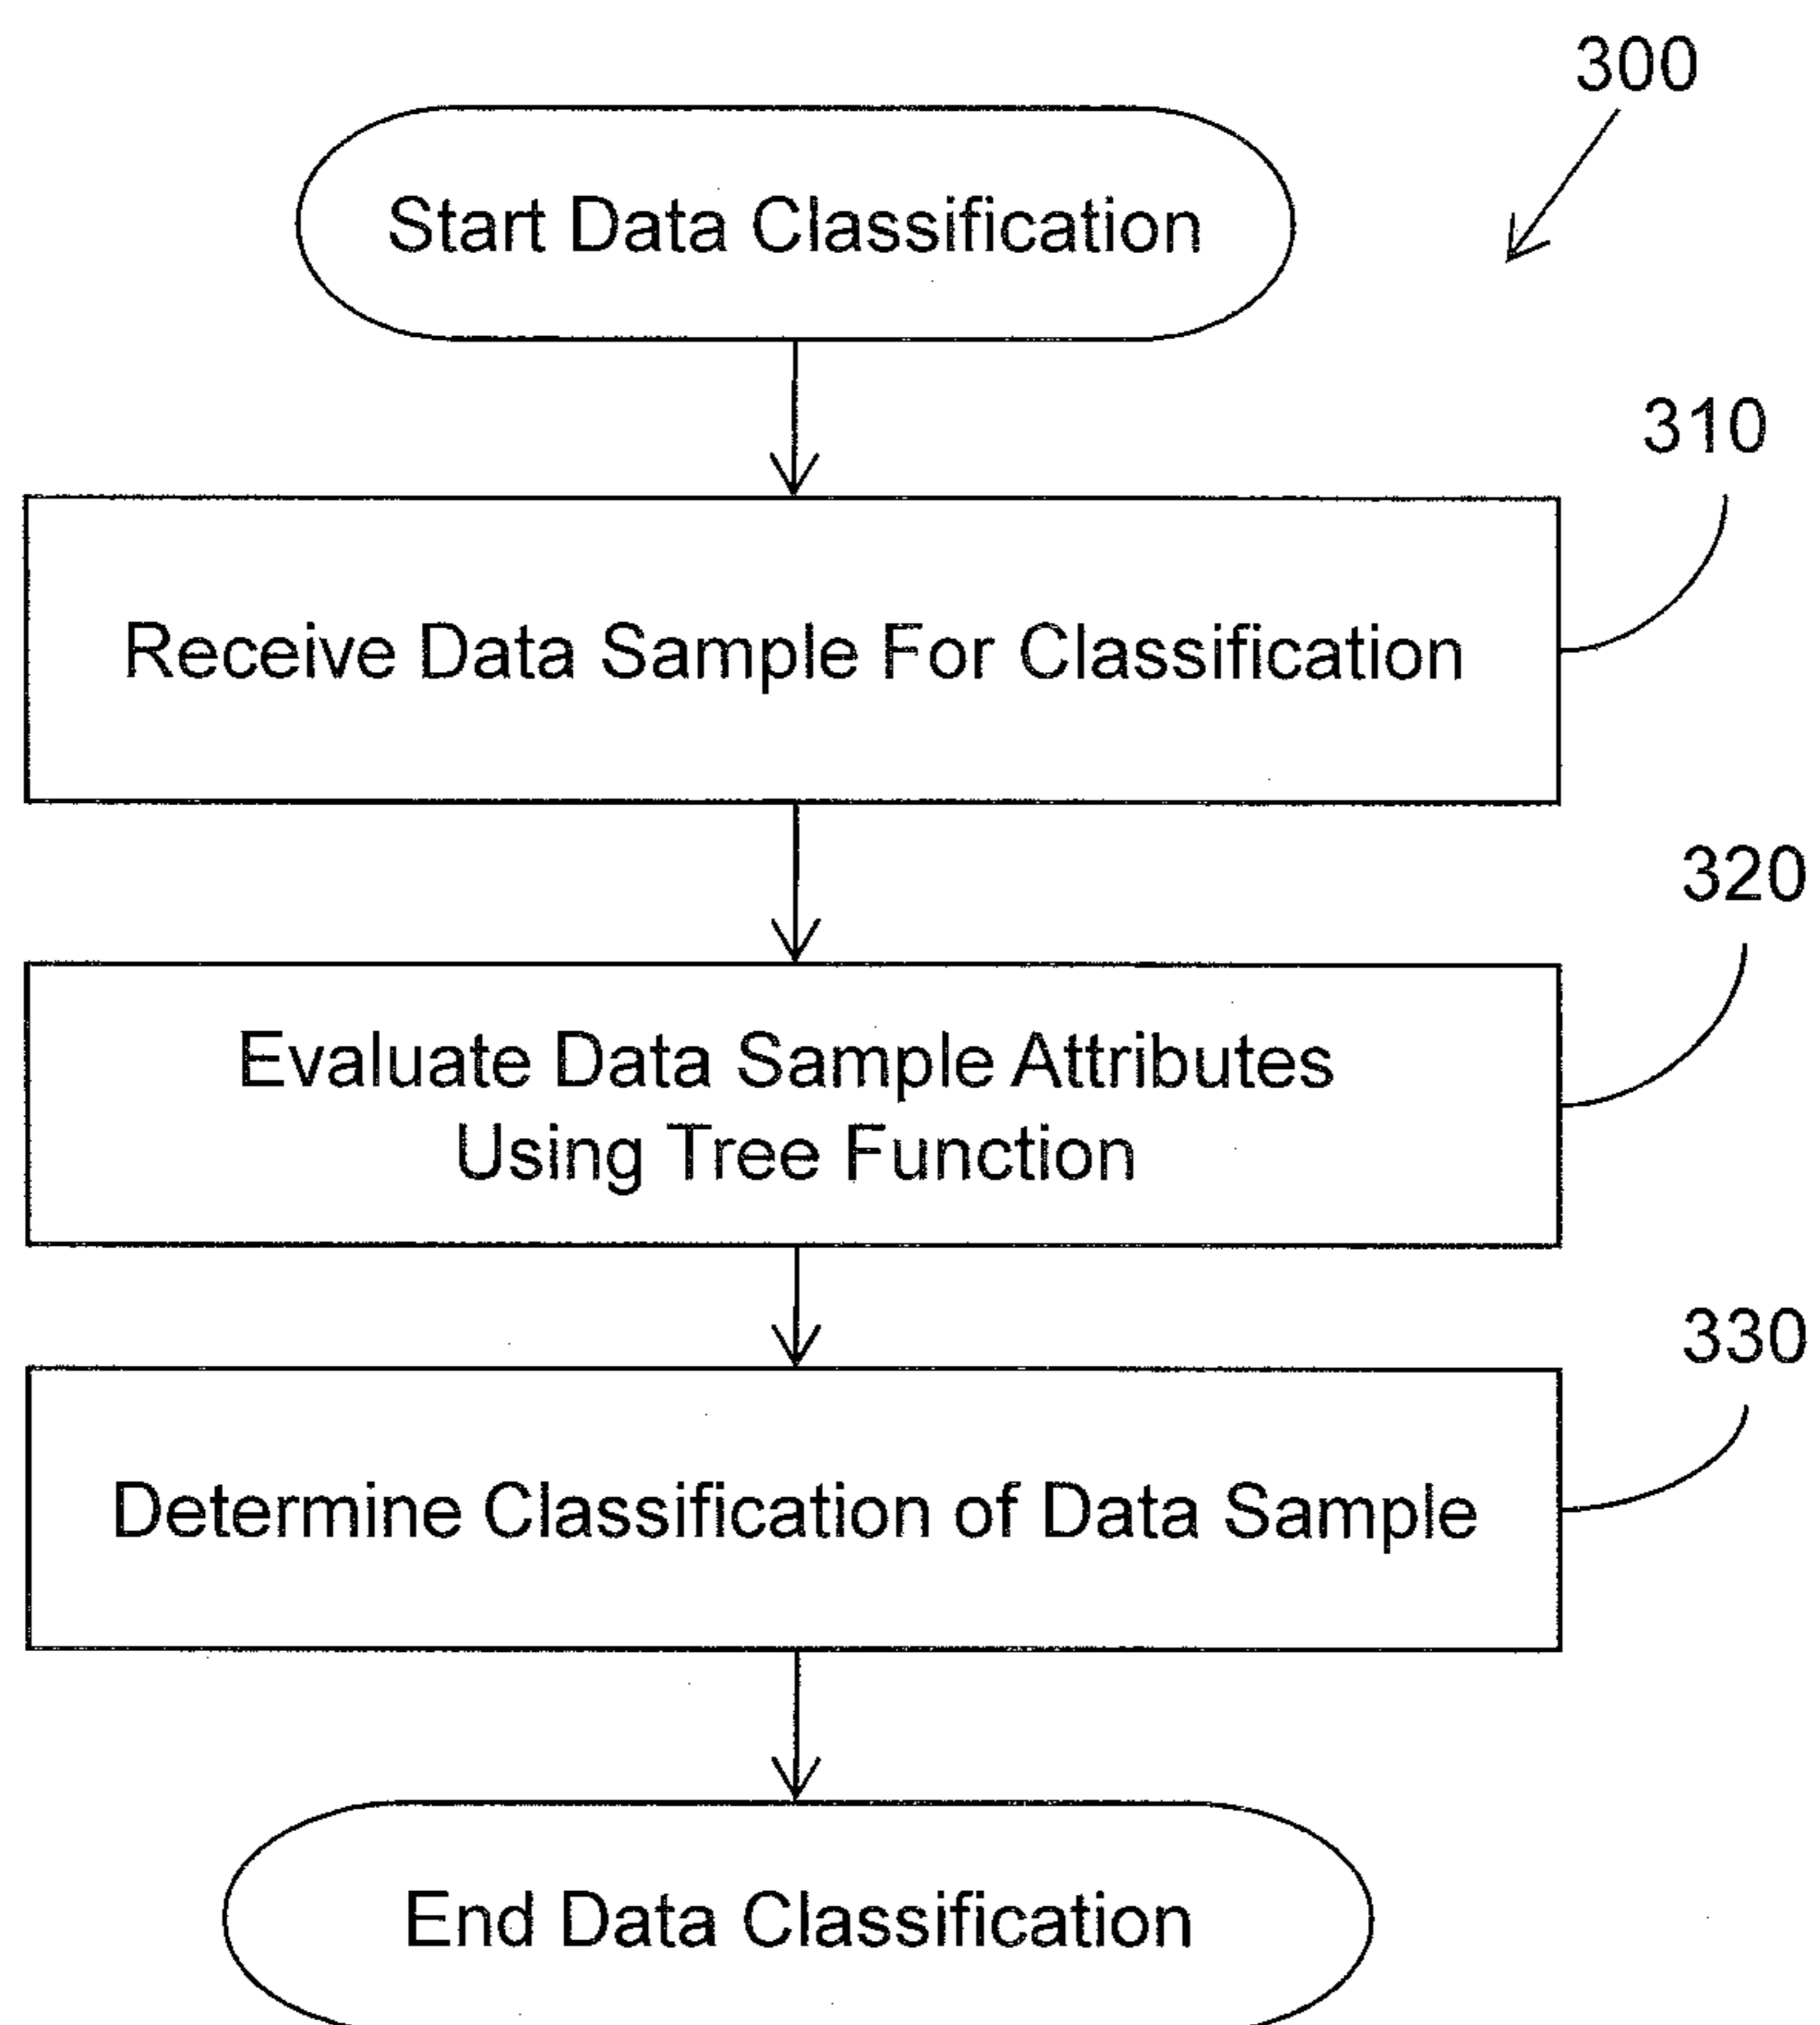 300
Start Data Classification
310
Receive Data Sample For Classification
320
Evaluate Data Sample Attributes
Using Tree Function
330
Determine Classification of Data Sample
End Data Classification